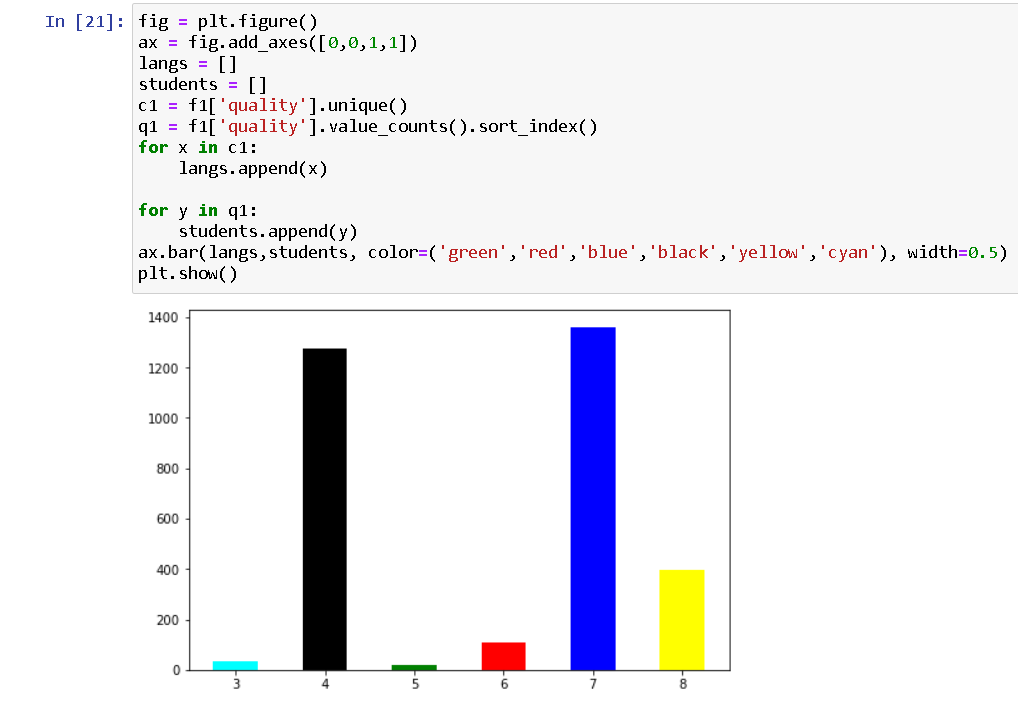 In [21]: fig = plt.figure()
ax = fig.add_axes([0,0,1,1])
langs = []
students = []
c1 = f1['quality'].unique()
q1 = f1['quality'].value_counts().sort_index()
for x in c1:
    langs.append(x)
for y in q1:
    students.append(y)
ax.bar(langs,students, color=('green','red','blue','black','yellow','cyan'), width=0.5)
plt.show()
1400
1200
1000
800
600
400
200
0
3 4 5 6 7 8